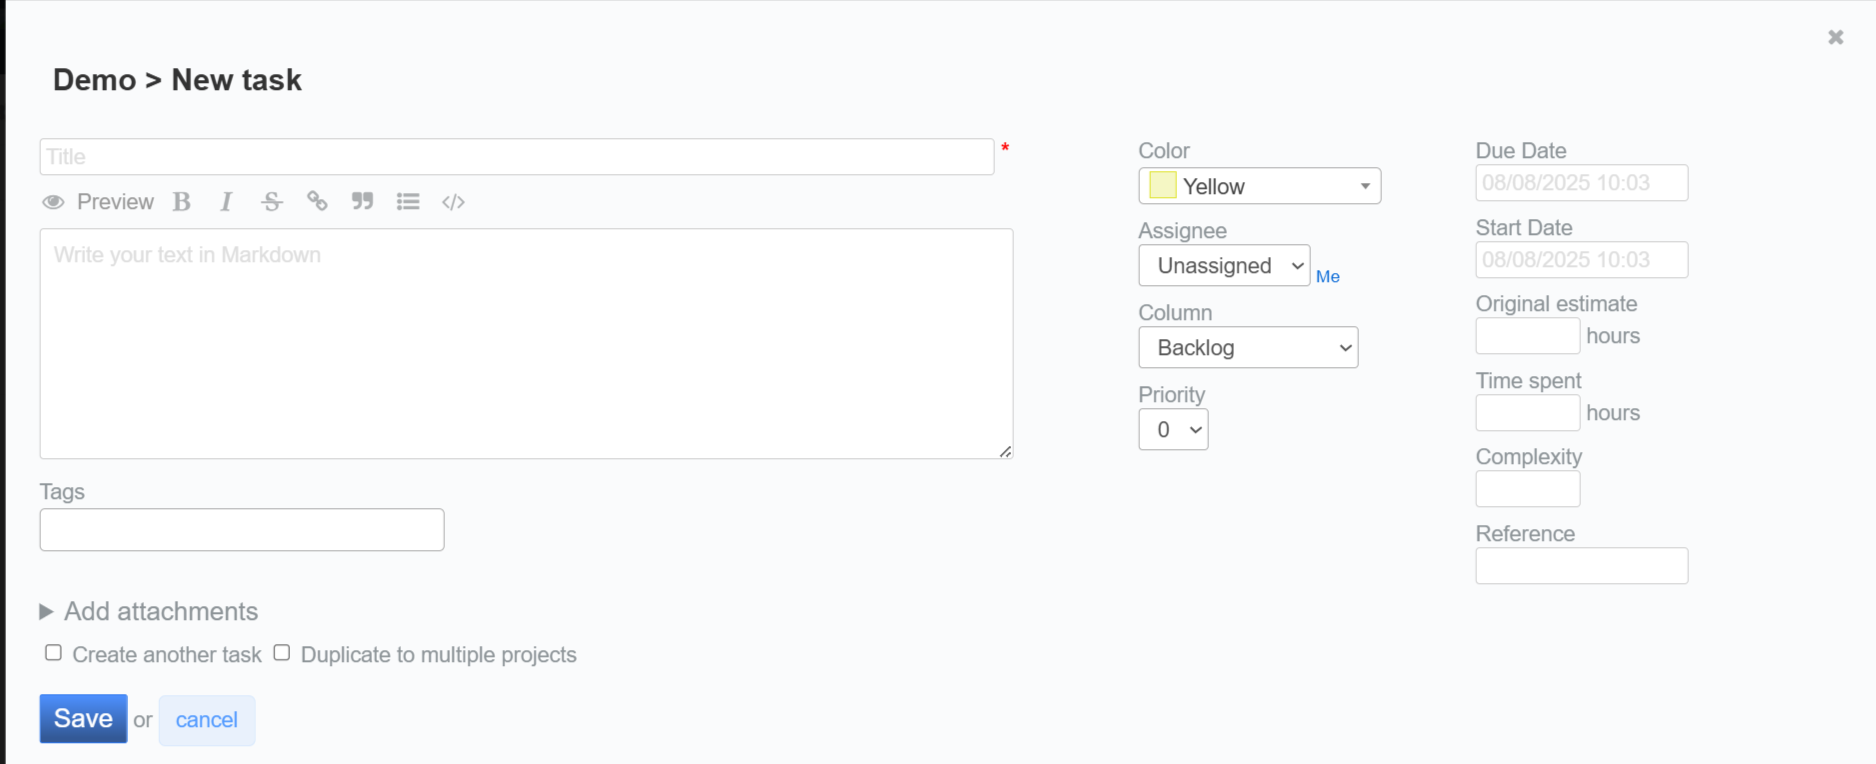 Demo > New task
Title *
Preview B I S
Write your text in Markdown
Tags
Add attachments
Create another task Duplicate to multiple projects
Save or cancel
Color
Yellow
Assignee
Unassigned Me
Column
Backlog
Priority
0
Due Date
08/08/2025 10:03
Start Date
08/08/2025 10:03
Original estimate
hours
Time spent
hours
Complexity
Reference